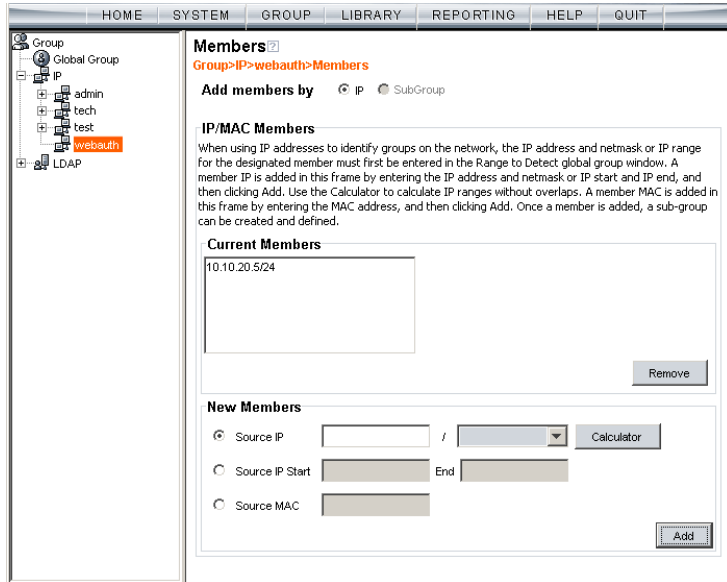 HOME SYSTEM GROUP LIBRARY REPORTING HELP QUIT
Group
Global Group
IP
admin
tech
test
webauth
LDAP
Members?
Group>IP>webauth>Members
Add members by IP SubGroup
IP/MAC Members
When using IP addresses to identify groups on the network, the IP address and netmask or IP range
for the designated member must first be entered in the Range to Detect global group window. A
member IP is added in this frame by entering the IP address and netmask or IP start and IP end, and
then clicking Add. Use the Calculator to calculate IP ranges without overlaps. A member MAC is added in
this frame by entering the MAC address, and then clicking Add. Once a member is added, a sub-group
can be created and defined.
Current Members
10.10.20.5/24
Remove
New Members
Source IP / Calculator
Source IP Start End
Source MAC
Add